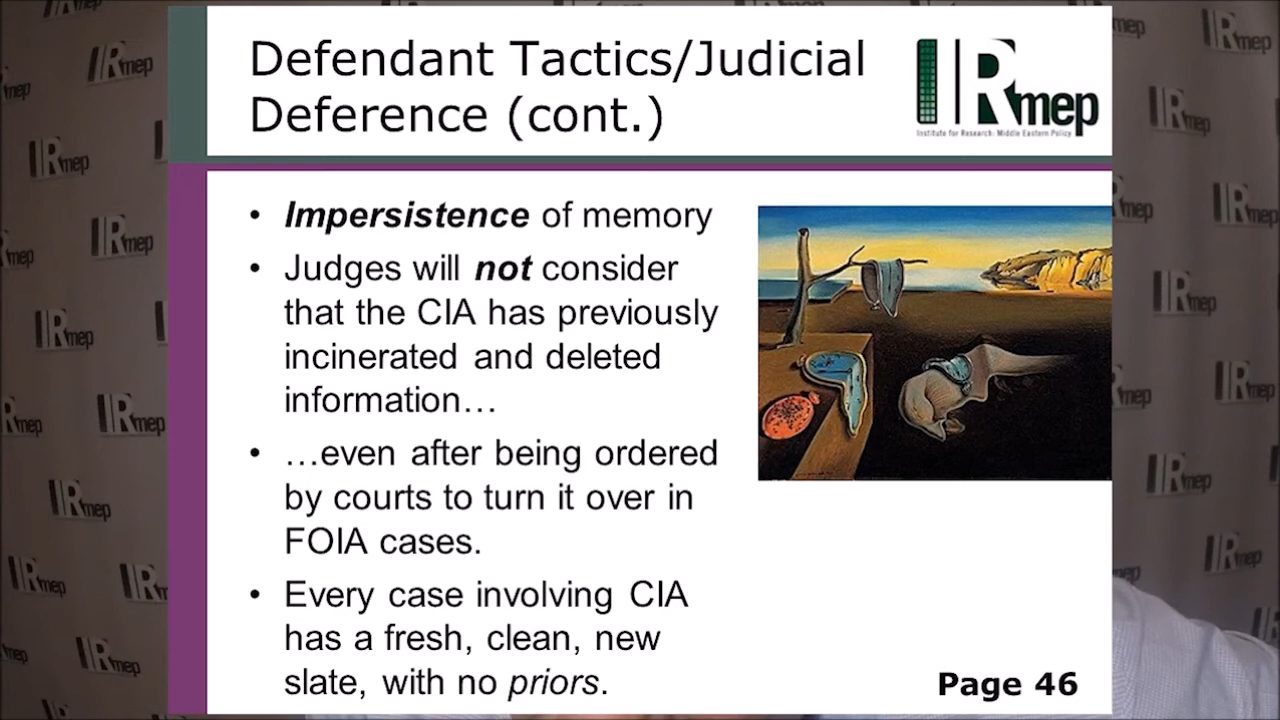 Defendant Tactics/Judicial
Deference (cont.)
IRmep
Institute for Research: Middle Eastern Policy
• Impersistence of memory
• Judges will not consider
that the CIA has previously
incinerated and deleted
information…
• …even after being ordered
by courts to turn it over in
FOIA cases.
• Every case involving CIA
has a fresh, clean, new
slate, with no priors.
Page 46